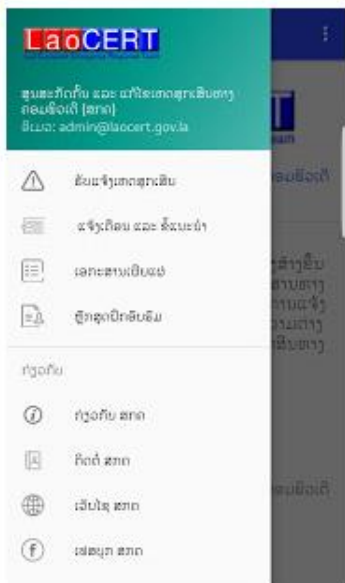 LaoCERT
ສູນສະກັດກັ້ນ ແລະ ແກ້ໄຂເຫດສຸກເສີນທາງ
ຄອມພິວເຕີ (ສກຄ)
ອີເມວ: admin@laocert.gov.la
ຮັບແຈ້ງເຫດສຸກເສີນ
ແຈ້ງເຕືອນ ແລະ ຂໍ້ແນະນຳ
ເອກະສານເຜີຍແຜ່
ຫຼັກສູດຝຶກອົບຮົມ
ກ່ຽວກັບ
ກ່ຽວກັບ ສກຄ
ຕິດຕໍ່ ສກຄ
ເວັບໄຊ ສກຄ
ເຟສບຸກ ສກຄ